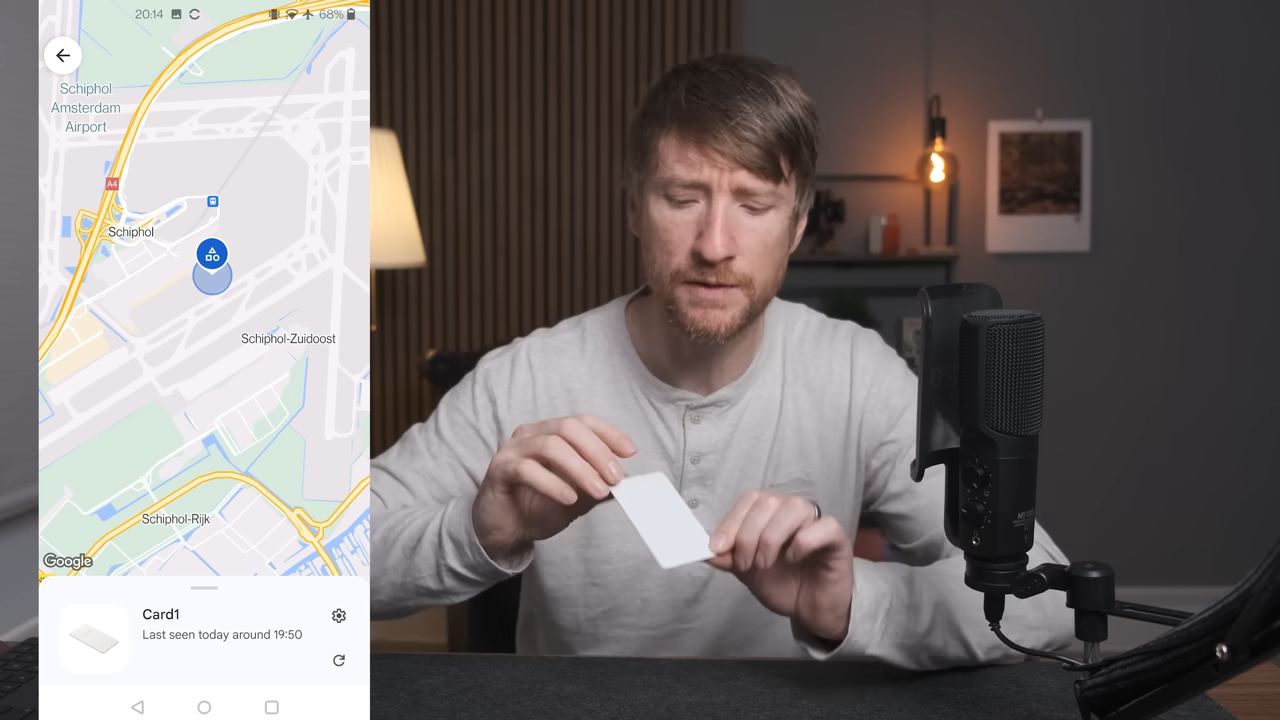 20:14
68%
Schiphol
Amsterdam
Airport
A4
Schiphol
Schiphol-Zuidoost
Schiphol-Rijk
Google
Card1
Last seen today around 19:50